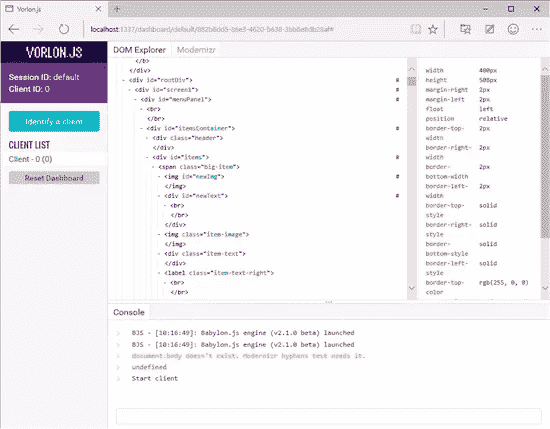 Vorlon.js
localhost:1337/dashboard/default/
VORLON.JS
Session ID: default
Client ID: 0
Identify a client
CLIENT LIST
Client - 0 (0)
Reset Dashboard
DOM Explorer Modernizr
</b>
</div>
- <div id="rootDiv"> #
- <div id="screen1"> #
- <div id="menuPanel"> #
- <br>
</br>
- <div id="itemsContainer"> #
- <div class="header">
</div>
- <div id="items"> #
- <span class="big-item">
- <img id="newImg"> #
</img>
- <div id="newText"> #
- <br>
</br>
</div>
- <img class="item-image">
</img>
- <div class="item-text">
</div>
- <label class="item-text-right">
- <br>
</br>
width 400px
height 500px
margin-right 2px
margin-left 2px
float left
position relative
border-top-width 2px
border-right-width 2px
border-bottom-width 2px
border-left-width 2px
border-top-style solid
border-right-style solid
border-bottom-style solid
border-left-style solid
border-top-color rgb(255, 0, 0)
Console
> BJS - [10:16:49]: Babylon.js engine (v2.1.0 beta) launched
> BJS - [10:16:49]: Babylon.js engine (v2.1.0 beta) launched
> document.body doesn't exist. Modernizr hyphens test needs it.
> undefined
> Start client